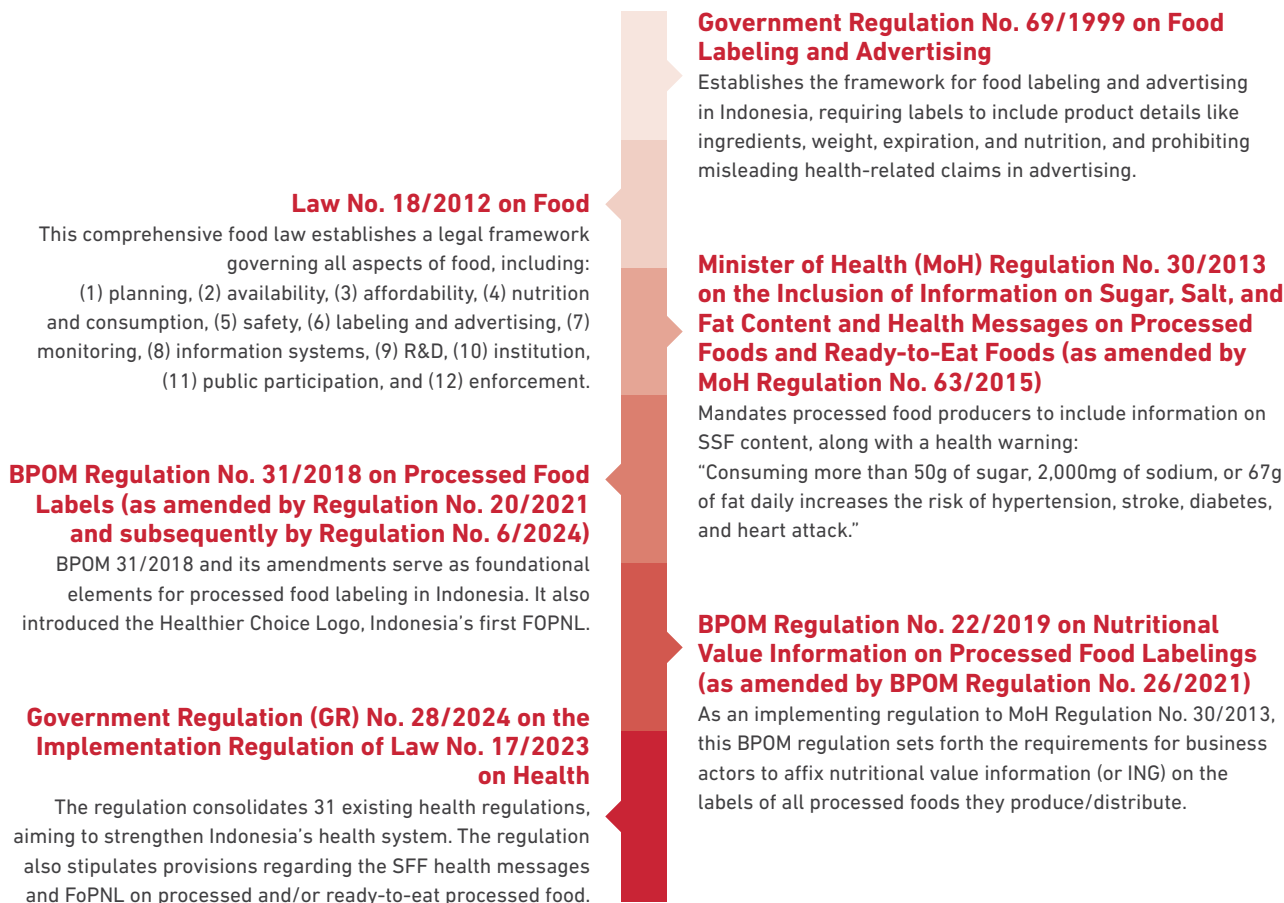 Government Regulation No. 69/1999 on Food
Labeling and Advertising
Establishes the framework for food labeling and advertising
in Indonesia, requiring labels to include product details like
ingredients, weight, expiration, and nutrition, and prohibiting
misleading health-related claims in advertising.
Law No. 18/2012 on Food
This comprehensive food law establishes a legal framework
governing all aspects of food, including:
(1) planning, (2) availability, (3) affordability, (4) nutrition
and consumption, (5) safety, (6) labeling and advertising, (7)
monitoring, (8) information systems, (9) R&D, (10) institution,
(11) public participation, and (12) enforcement.
Minister of Health (MoH) Regulation No. 30/2013
on the Inclusion of Information on Sugar, Salt, and
Fat Content and Health Messages on Processed
Foods and Ready-to-Eat Foods (as amended by
MoH Regulation No. 63/2015)
Mandates processed food producers to include information on
SSF content, along with a health warning:
“Consuming more than 50g of sugar, 2,000mg of sodium, or 67g
of fat daily increases the risk of hypertension, stroke, diabetes,
and heart attack.”
BPOM Regulation No. 31/2018 on Processed Food
Labels (as amended by Regulation No. 20/2021
and subsequently by Regulation No. 6/2024)
BPOM 31/2018 and its amendments serve as foundational
elements for processed food labeling in Indonesia. It also
introduced the Healthier Choice Logo, Indonesia’s first FOPNL.
BPOM Regulation No. 22/2019 on Nutritional
Value Information on Processed Food Labelings
(as amended by BPOM Regulation No. 26/2021)
As an implementing regulation to MoH Regulation No. 30/2013,
this BPOM regulation sets forth the requirements for business
actors to affix nutritional value information (or ING) on the
labels of all processed foods they produce/distribute.
Government Regulation (GR) No. 28/2024 on the
Implementation Regulation of Law No. 17/2023
on Health
The regulation consolidates 31 existing health regulations,
aiming to strengthen Indonesia’s health system. The regulation
also stipulates provisions regarding the SFF health messages
and FoPNL on processed and/or ready-to-eat processed food.